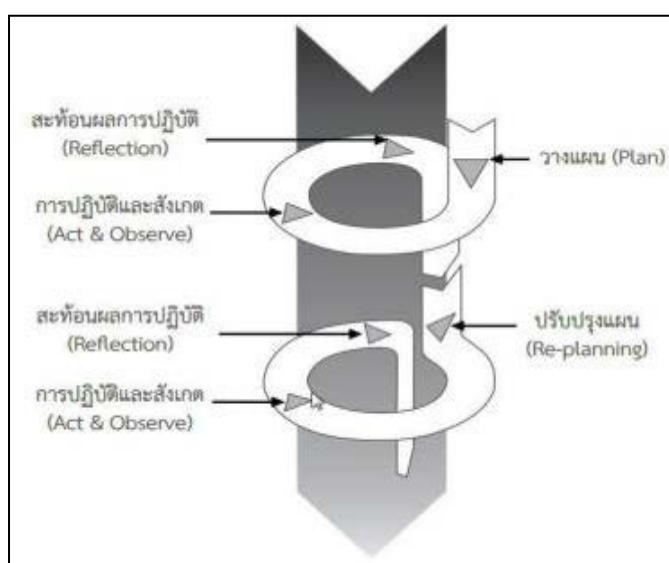 สะท้อนผลการปฏิบัติ
(Reflection)
วางแผน (Plan)
การปฏิบัติและสังเกต
(Act & Observe)
สะท้อนผลการปฏิบัติ
(Reflection)
ปรับปรุงแผน
(Re-planning)
การปฏิบัติและสังเกต
(Act & Observe)